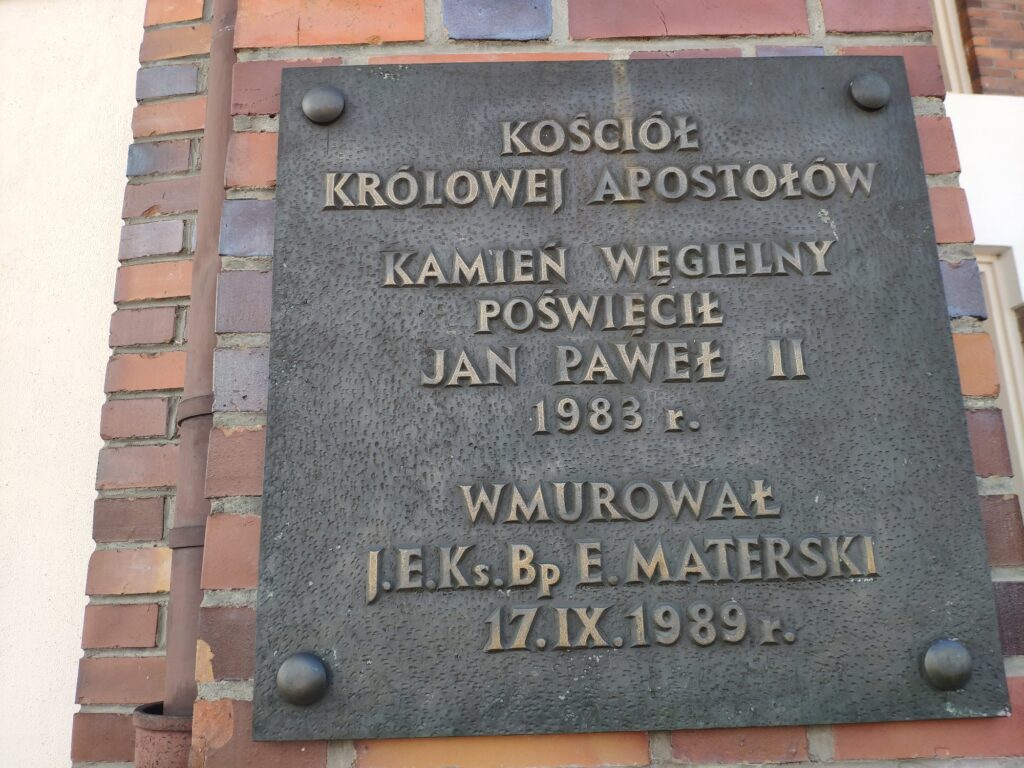 KOŚCIÓŁ
KRÓLOWEJ APOSTOŁÓW
KAMIEŃ WĘGIELNY
POŚWIĘCIŁ
JAN PAWEŁ II
1983 r.
WMUROWAŁ
J.E.Ks.Bp E. MATERSKI
17.IX.1989 r.